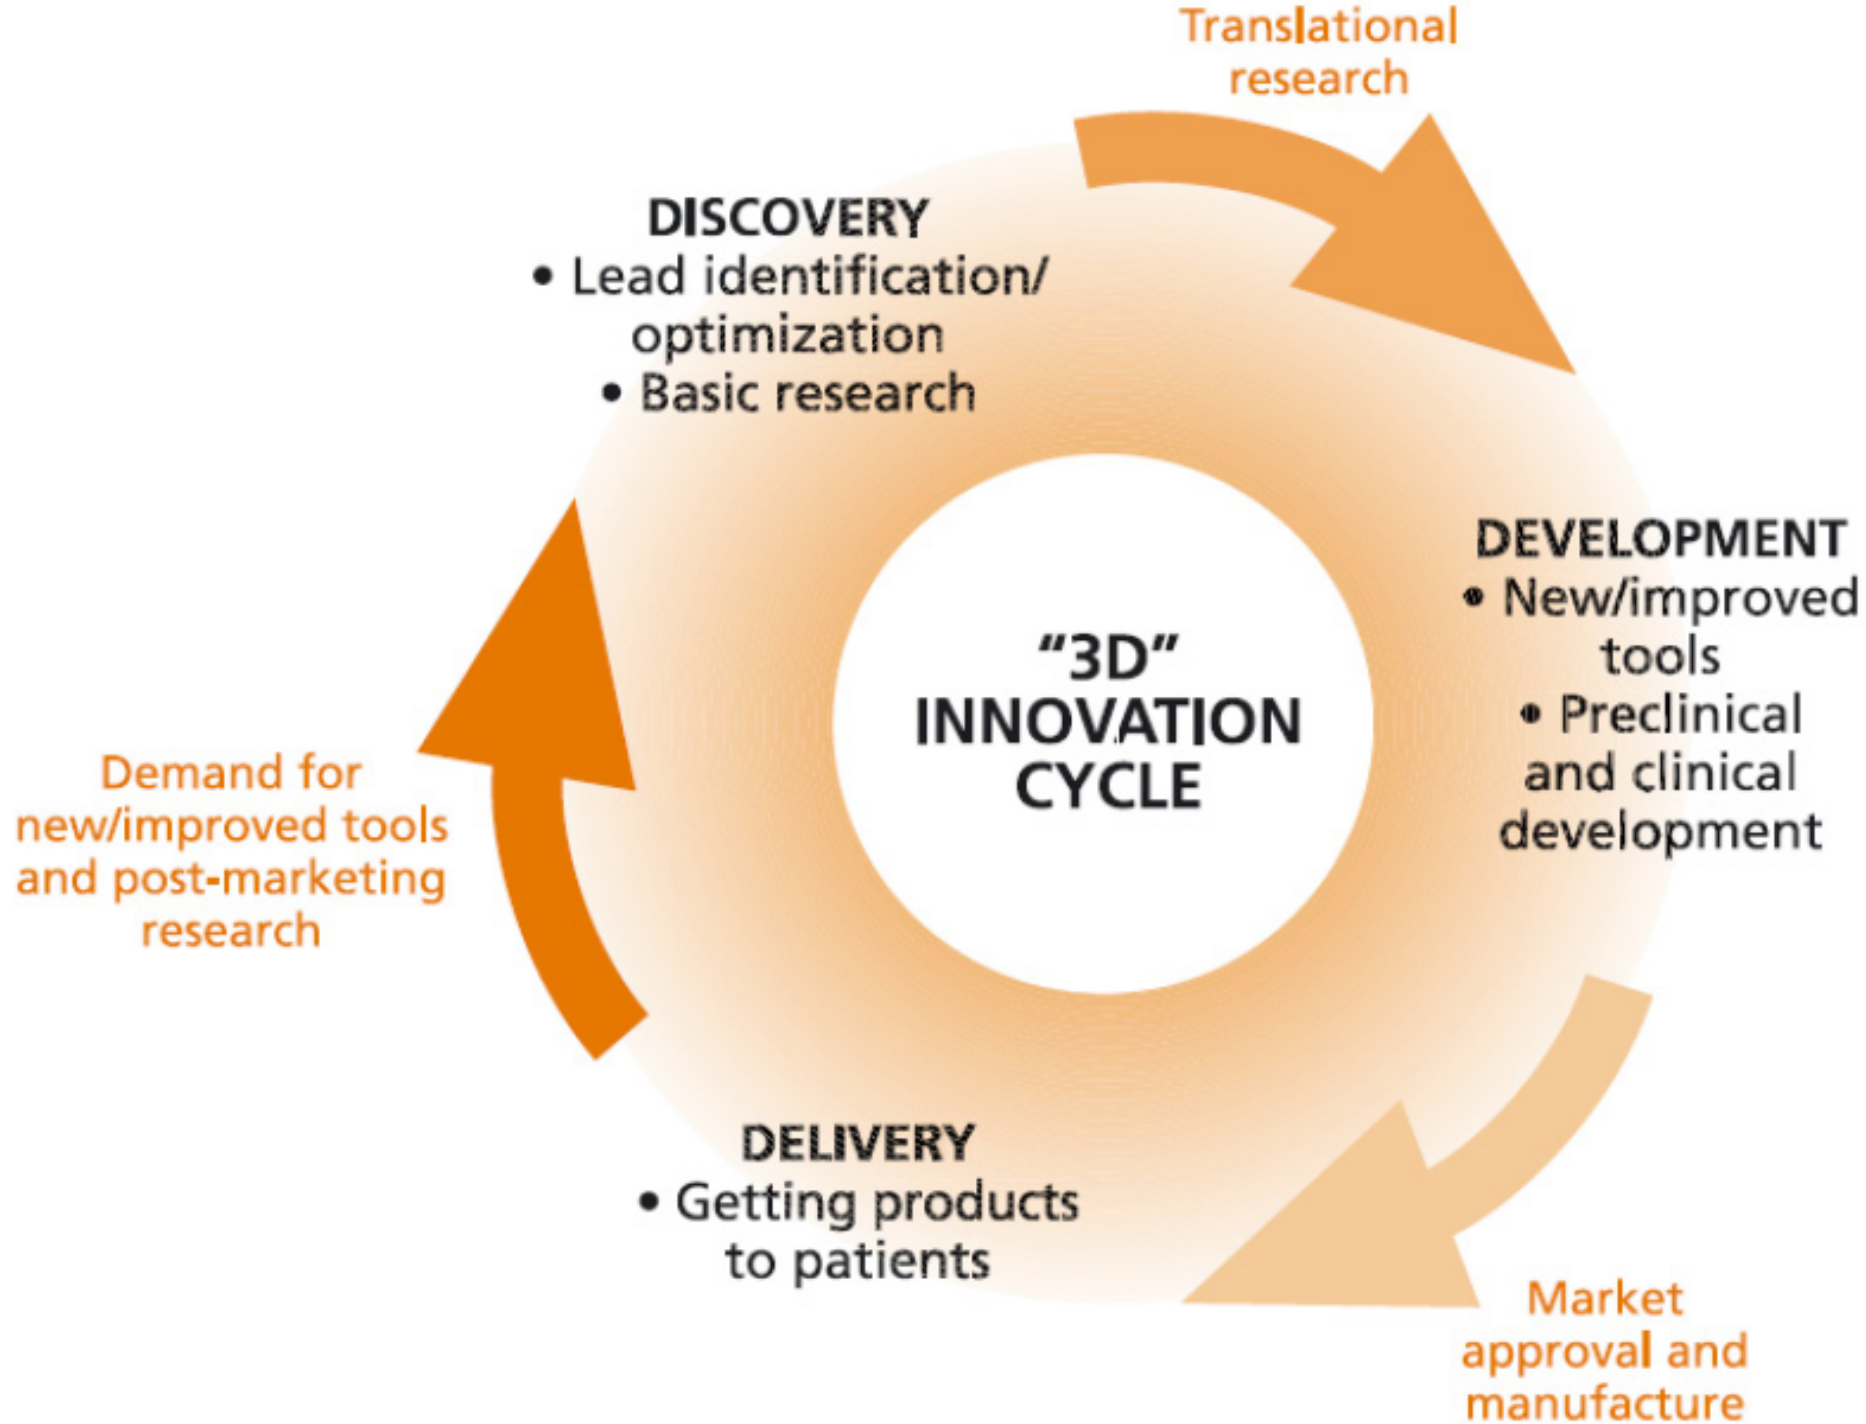 Translational
research
DISCOVERY
• Lead identification/
optimization
• Basic research
DEVELOPMENT
• New/improved
tools
• Preclinical
and clinical
development
“3D”
INNOVATION
CYCLE
Demand for
new/improved tools
and post-marketing
research
DELIVERY
• Getting products
to patients
Market
approval and
manufacture